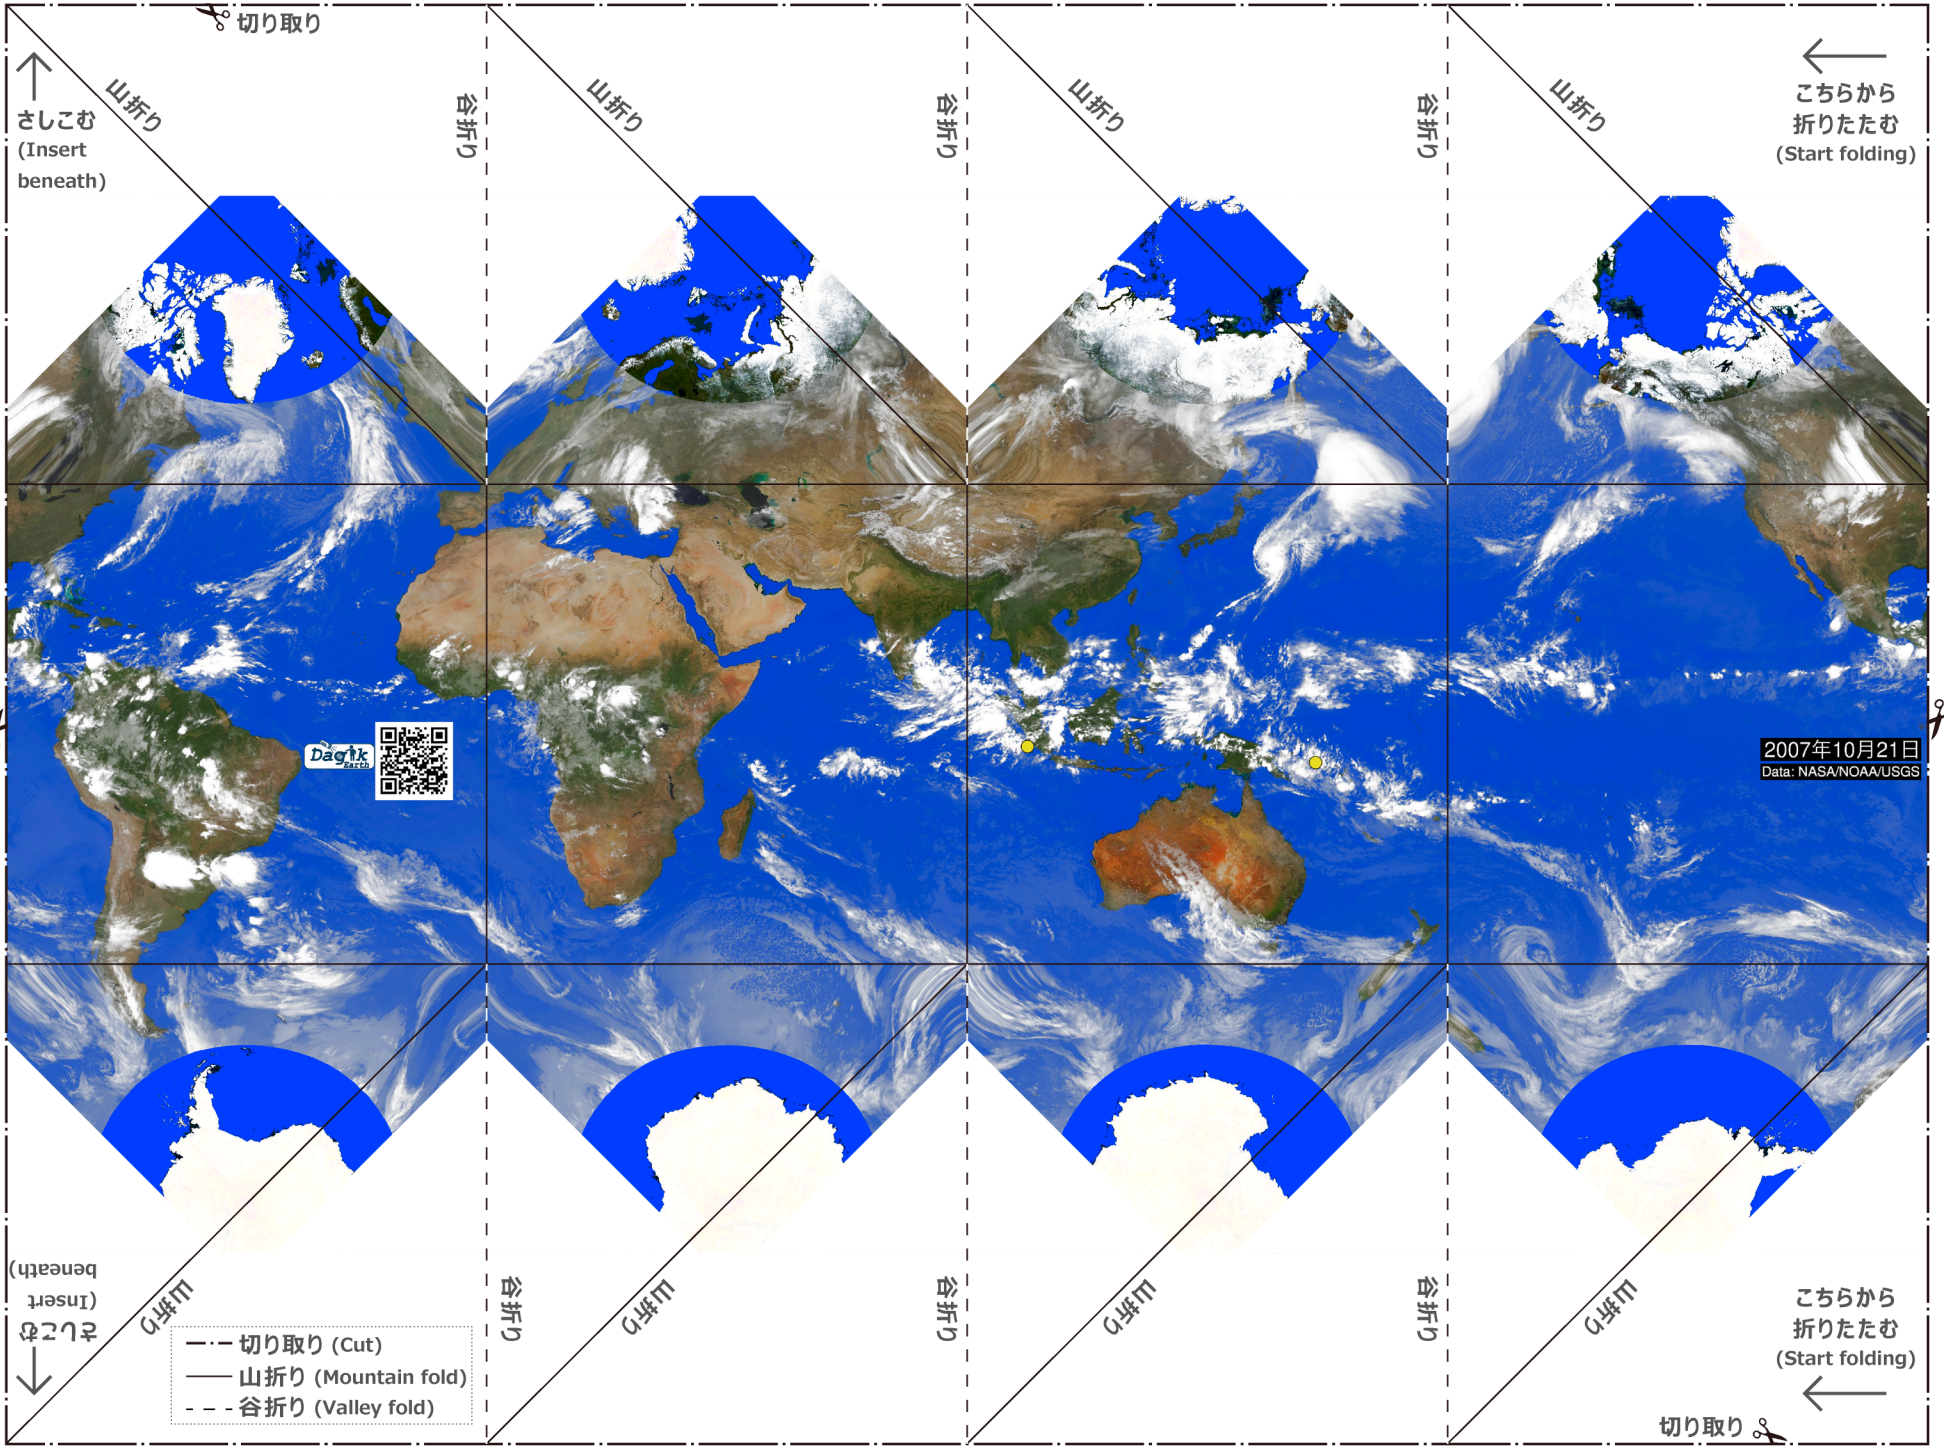 切り取り
山折り
谷折り
山折り
谷折り
山折り
谷折り
山折り
さしこむ
(Insert
beneath)
こちらから
折りたたむ
(Start folding)
Dagik
Earth
2007年10月21日
Data: NASA/NOAA/USGS
さしこむ
(Insert
beneath)
山折り
谷折り
山折り
谷折り
山折り
谷折り
山折り
切り取り (Cut)
山折り (Mountain fold)
谷折り (Valley fold)
こちらから
折りたたむ
(Start folding)
切り取り